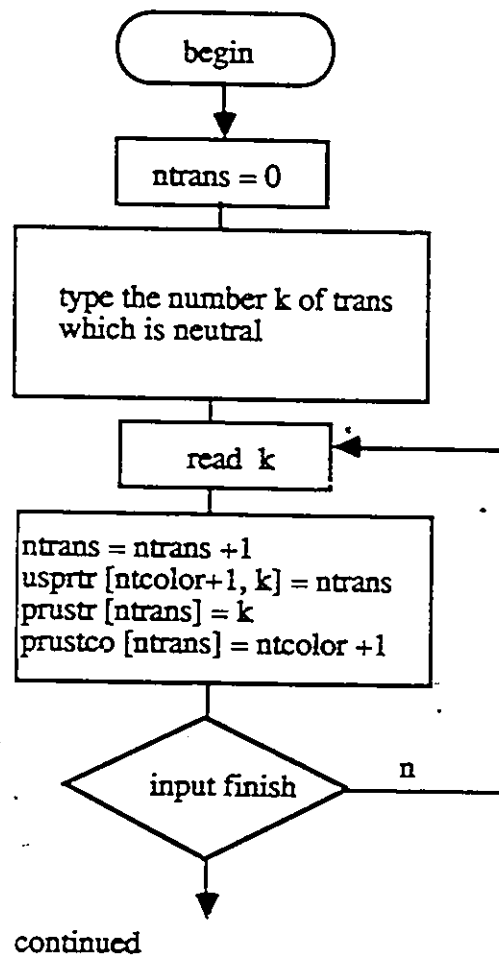 begin
ntrans = 0
type the number k of trans
which is neutral
read k
ntrans = ntrans +1
usprtr [ntcolor+1, k] = ntrans
prustr [ntrans] = k
prustco [ntrans] = ntcolor +1
input finish
n
continued